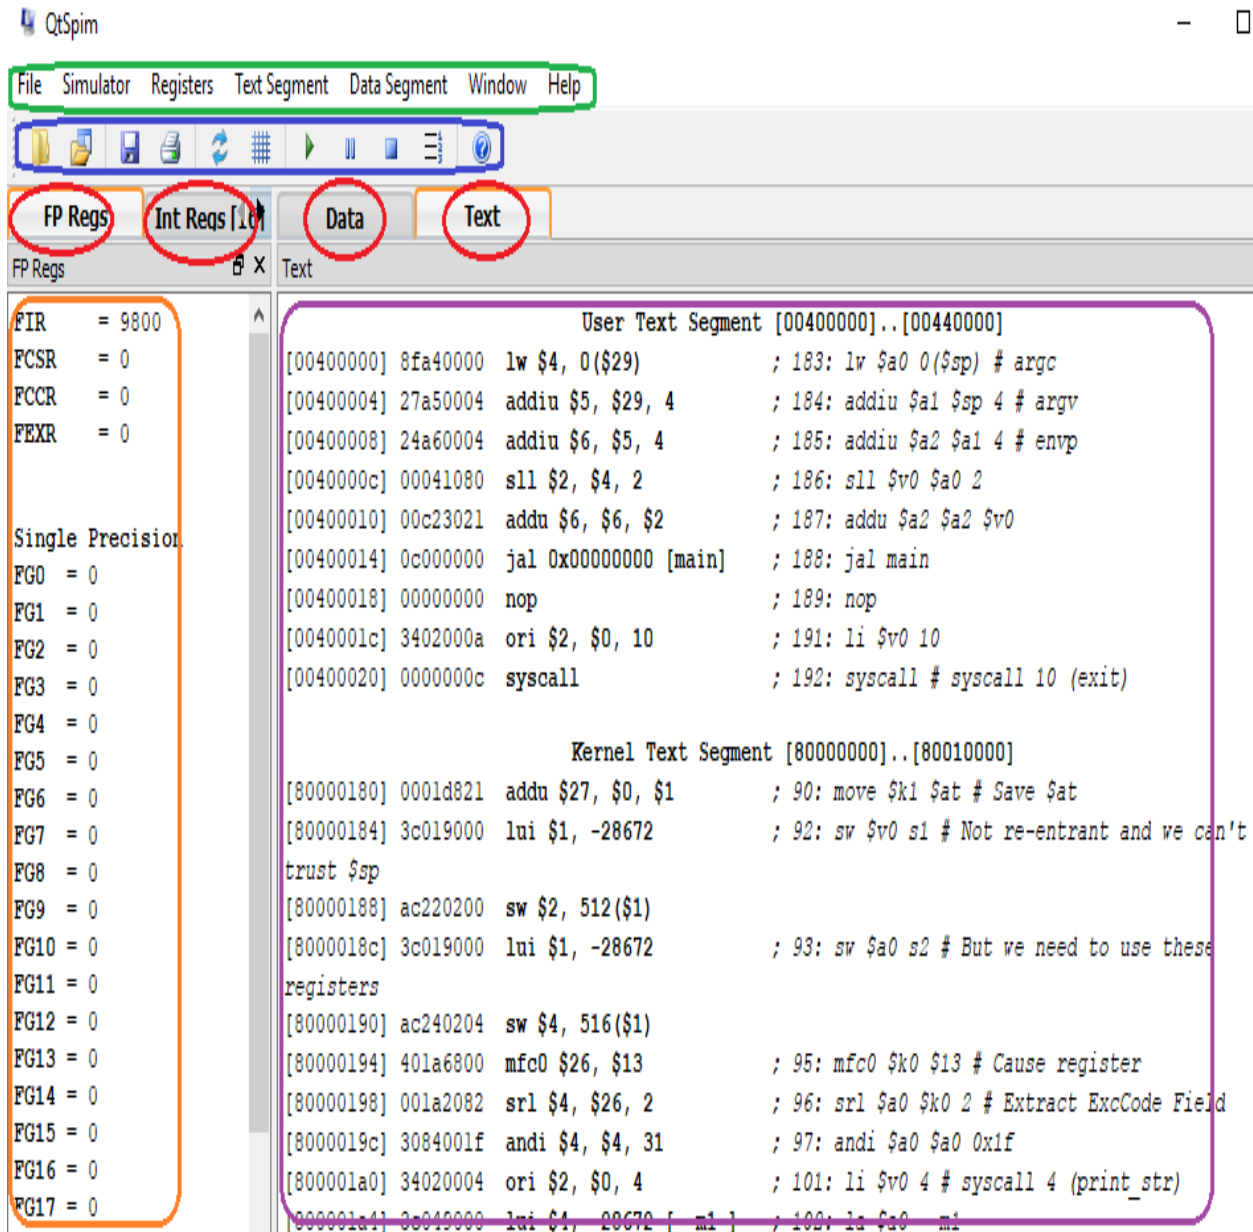 QtSpim
File Simulator Registers Text Segment Data Segment Window Help
FP Regs Int Regs [16] Data Text
FP Regs
Text
FIR = 9800
FCSR = 0
FCCR = 0
FEXR = 0
Single Precision
FG0 = 0
FG1 = 0
FG2 = 0
FG3 = 0
FG4 = 0
FG5 = 0
FG6 = 0
FG7 = 0
FG8 = 0
FG9 = 0
FG10 = 0
FG11 = 0
FG12 = 0
FG13 = 0
FG14 = 0
FG15 = 0
FG16 = 0
FG17 = 0
User Text Segment [00400000]..[00440000]
[00400000] 8fa40000 lw $4, 0($29) ; 183: lw $a0 0($sp) # argc
[00400004] 27a50004 addiu $5, $29, 4 ; 184: addiu $a1 $sp 4 # argv
[00400008] 24a60004 addiu $6, $5, 4 ; 185: addiu $a2 $a1 4 # envp
[0040000c] 00041080 sll $2, $4, 2 ; 186: sll $v0 $a0 2
[00400010] 00c23021 addu $6, $6, $2 ; 187: addu $a2 $a2 $v0
[00400014] 0c000000 jal 0x00000000 [main] ; 188: jal main
[00400018] 00000000 nop ; 189: nop
[0040001c] 3402000a ori $2, $0, 10 ; 191: li $v0 10
[00400020] 0000000c syscall ; 192: syscall # syscall 10 (exit)
Kernel Text Segment [80000000]..[80010000]
[80000180] 0001d821 addu $27, $0, $1 ; 90: move $k1 $at # Save $at
[80000184] 3c019000 lui $1, -28672 ; 92: sw $v0 s1 # Not re-entrant and we can't
trust $sp
[80000188] ac220200 sw $2, 512($1)
[8000018c] 3c019000 lui $1, -28672 ; 93: sw $a0 s2 # But we need to use these
registers
[80000190] ac240204 sw $4, 516($1)
[80000194] 401a6800 mfc0 $26, $13 ; 95: mfc0 $k0 $13 # Cause register
[80000198] 001a2082 srl $4, $26, 2 ; 96: srl $a0 $k0 2 # Extract ExcCode Field
[8000019c] 3084001f andi $4, $4, 31 ; 97: andi $a0 $a0 0x1f
[800001a0] 34020004 ori $2, $0, 4 ; 101: li $v0 4 # syscall 4 (print_str)